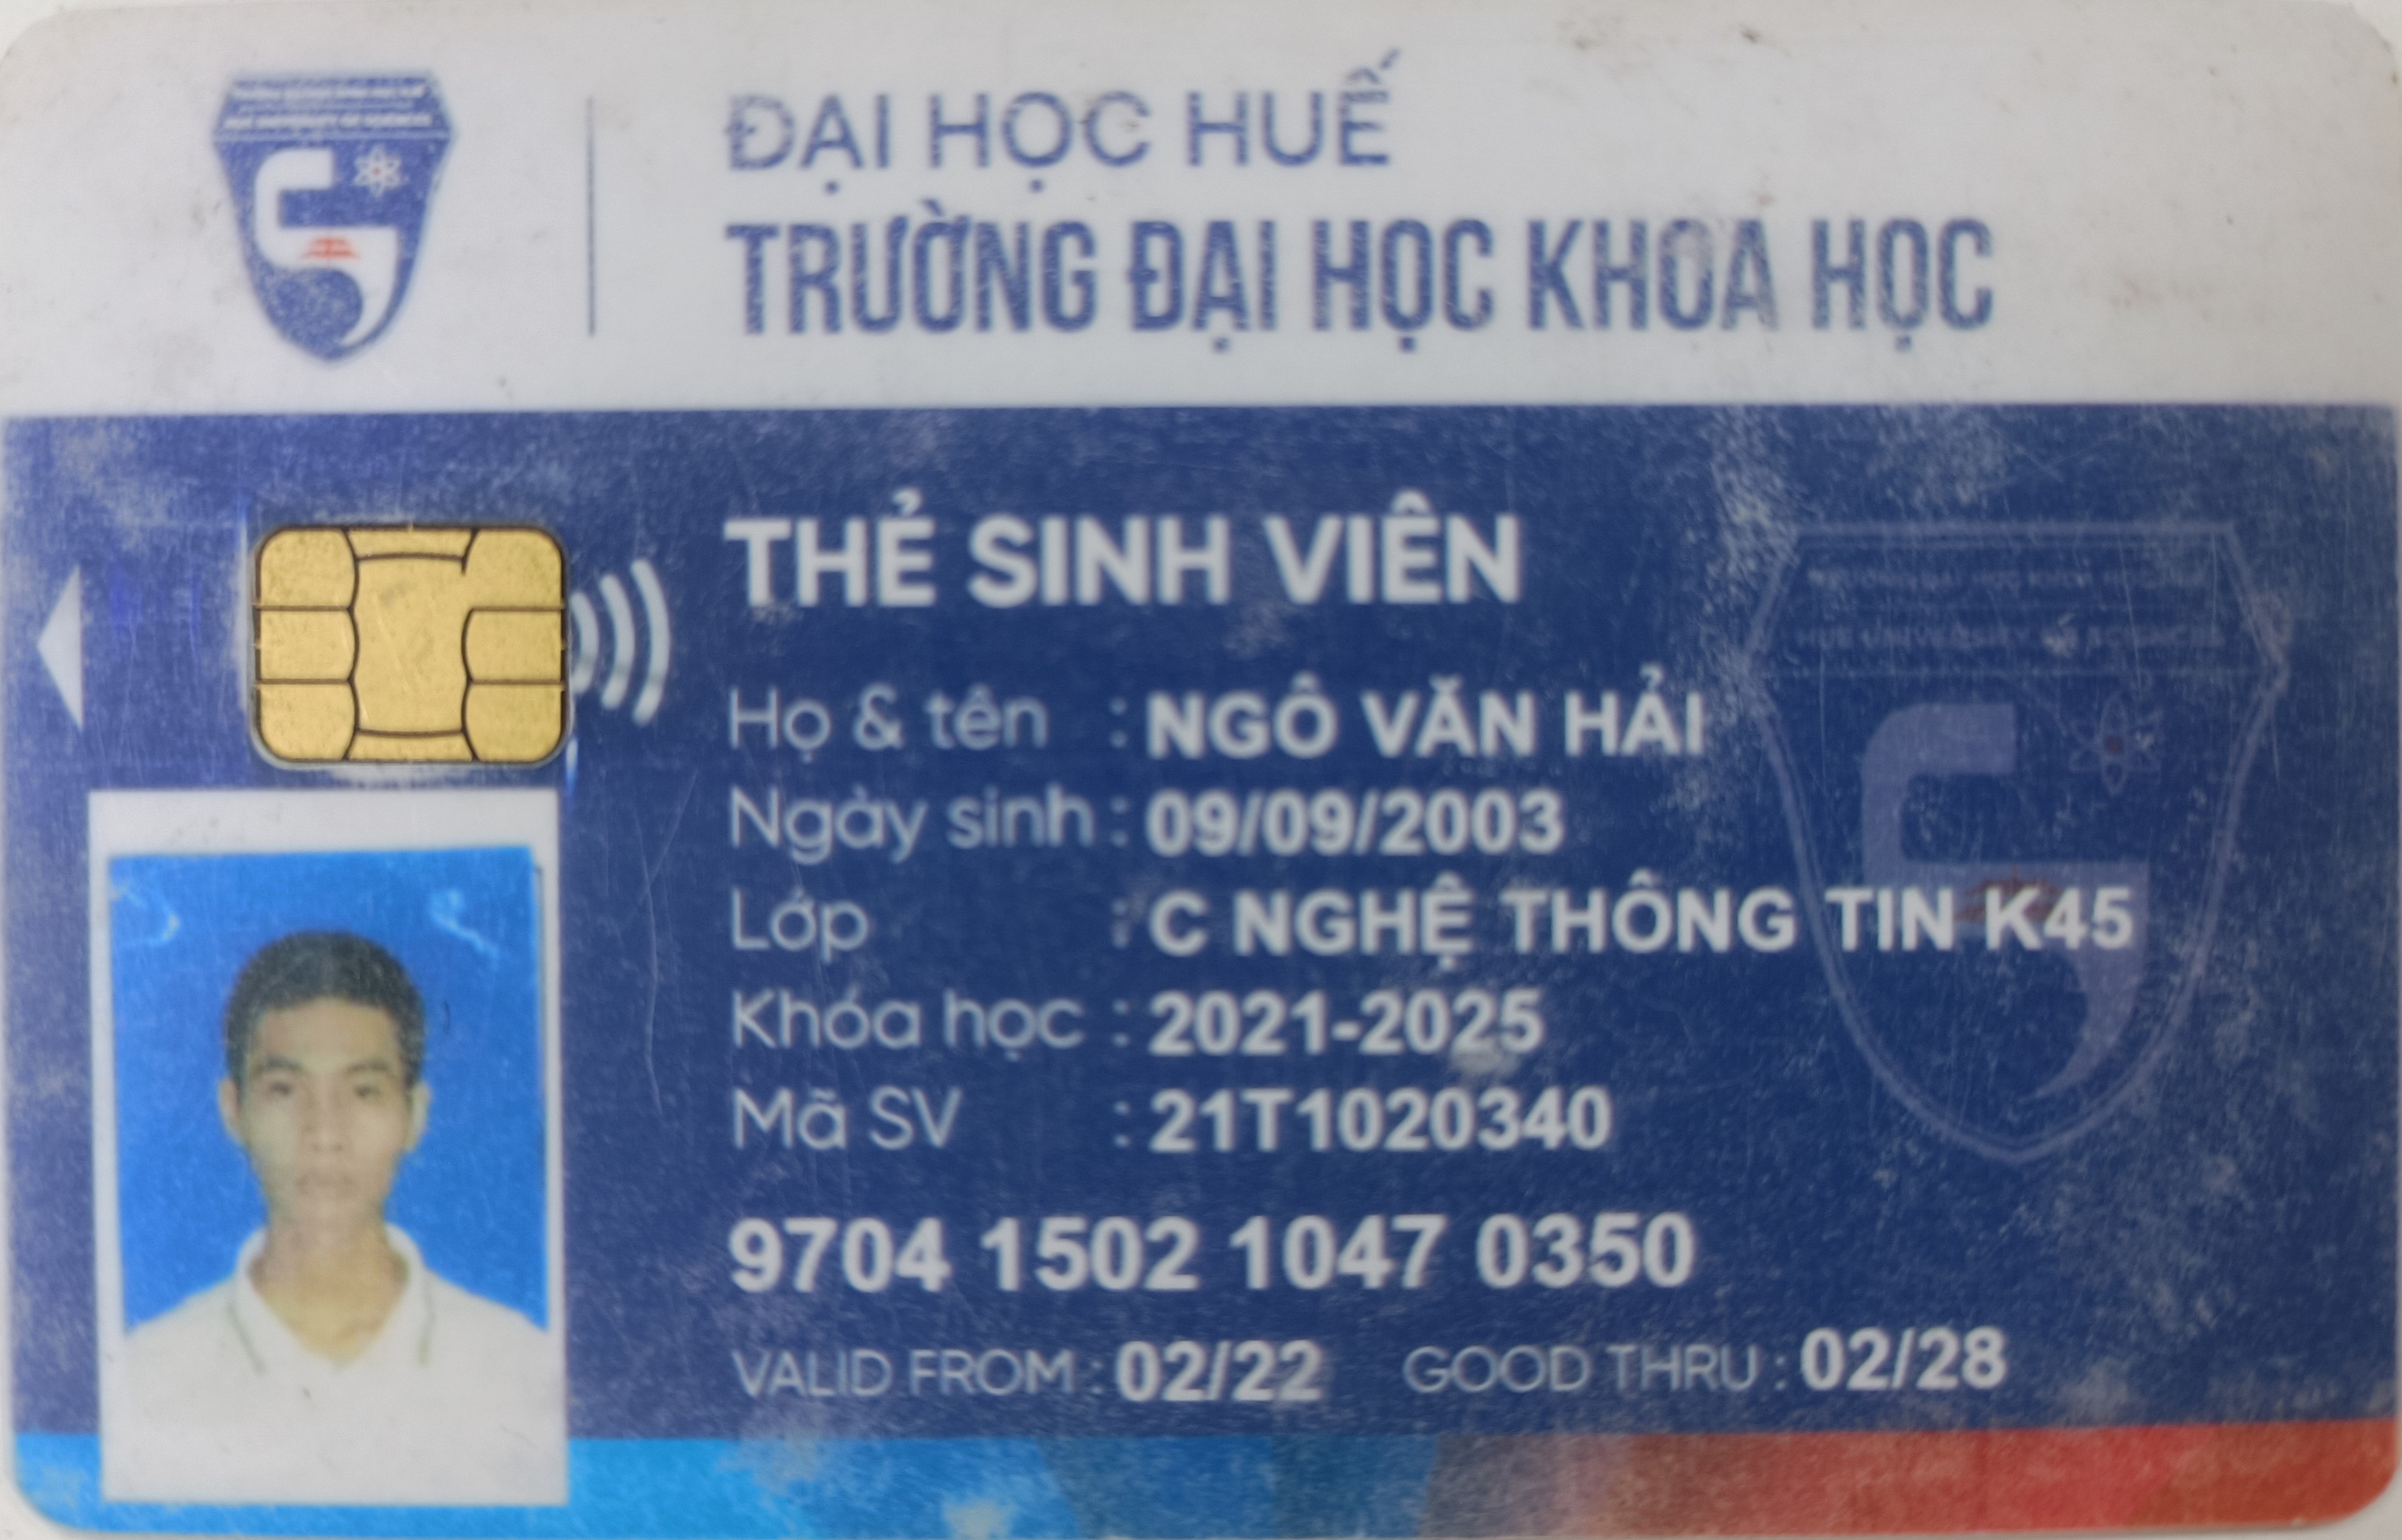 ĐẠI HỌC HUẾ
TRƯỜNG ĐẠI HỌC KHOA HỌC
THẺ SINH VIÊN
Họ & tên : NGÔ VĂN HẢI
Ngày sinh : 09/09/2003
Lớp : C NGHỆ THÔNG TIN K45
Khóa học : 2021-2025
Mã SV : 21T1020340
9704 1502 1047 0350
VALID FROM : 02/22 GOOD THRU : 02/28